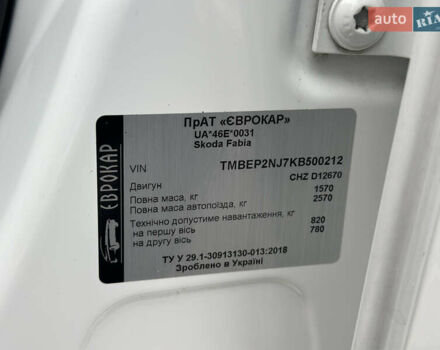 auto RIA
ЄВРОКАР
ПрАТ «ЄВРОКАР»
UA*46E*0031
Skoda Fabia
VIN TMBEP2NJ7KB500212
Двигун CHZ D12670
Повна маса, кг 1570
Повна маса автопоїзда, кг 2570
Технічно допустиме навантаження, кг
на першу вісь 820
на другу вісь 780
ТУ У 29.1-30913130-013:2018
Зроблено в Україні